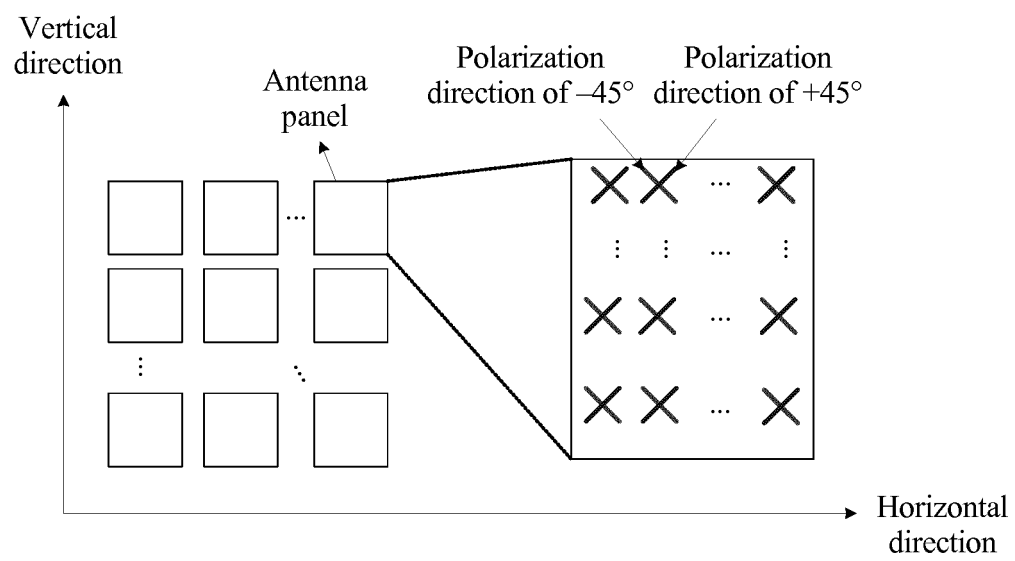 Vertical
direction
Polarization
direction of –45°
Polarization
direction of +45°
Antenna
panel
...
...
...
...
...
...
...
...
...
...
...
Horizontal
direction